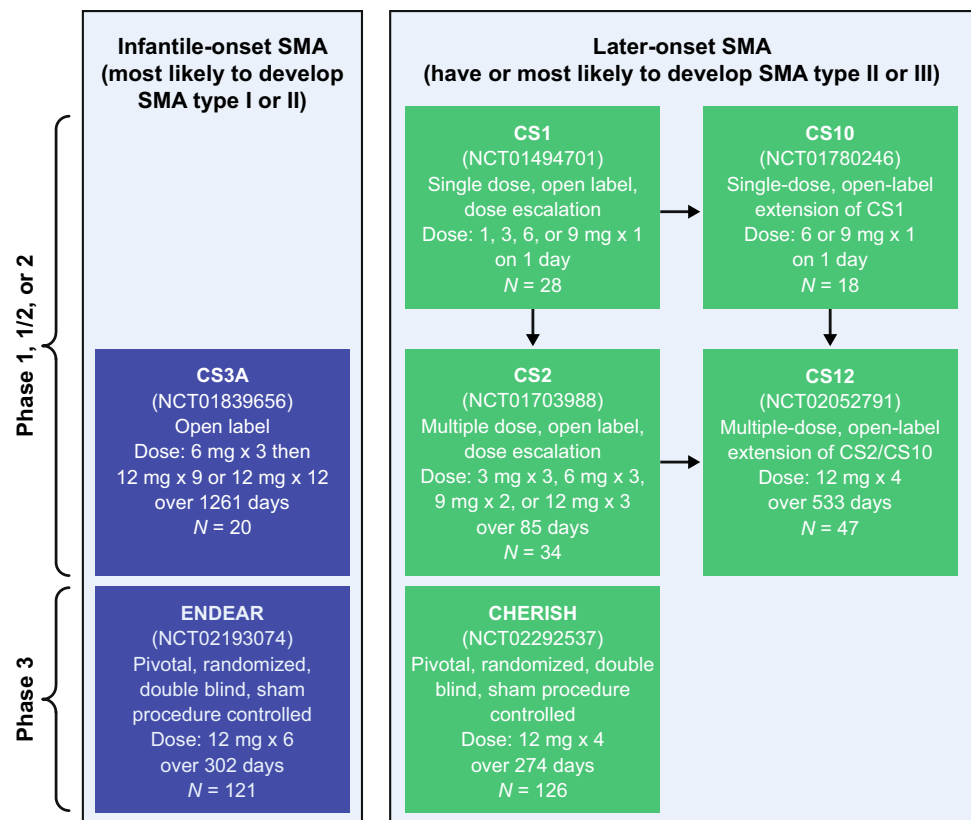 Infantile-onset SMA
(most likely to develop
SMA type I or II)
Later-onset SMA
(have or most likely to develop SMA type II or III)
Phase 1, 1/2, or 2
CS1
(NCT01494701)
Single dose, open label,
dose escalation
Dose: 1, 3, 6, or 9 mg x 1
on 1 day
N = 28
CS10
(NCT01780246)
Single-dose, open-label
extension of CS1
Dose: 6 or 9 mg x 1
on 1 day
N = 18
CS3A
(NCT01839656)
Open label
Dose: 6 mg x 3 then
12 mg x 9 or 12 mg x 12
over 1261 days
N = 20
CS2
(NCT01703988)
Multiple dose, open label,
dose escalation
Dose: 3 mg x 3, 6 mg x 3,
9 mg x 2, or 12 mg x 3
over 85 days
N = 34
CS12
(NCT02052791)
Multiple-dose, open-label
extension of CS2/CS10
Dose: 12 mg x 4
over 533 days
N = 47
Phase 3
ENDEAR
(NCT02193074)
Pivotal, randomized,
double blind, sham
procedure controlled
Dose: 12 mg x 6
over 302 days
N = 121
CHERISH
(NCT02292537)
Pivotal, randomized, double
blind, sham procedure
controlled
Dose: 12 mg x 4
over 274 days
N = 126